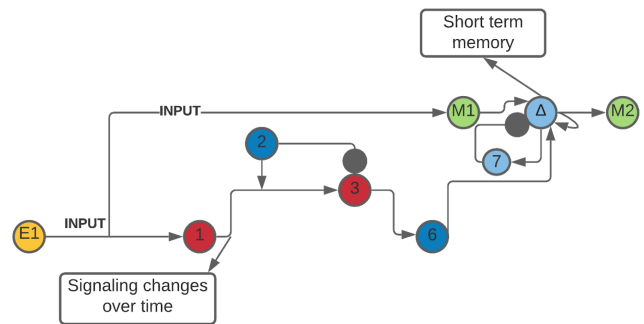 Short term
memory
INPUT
M1
Δ
M2
2
7
3
INPUT
E1
1
6
Signaling changes
over time